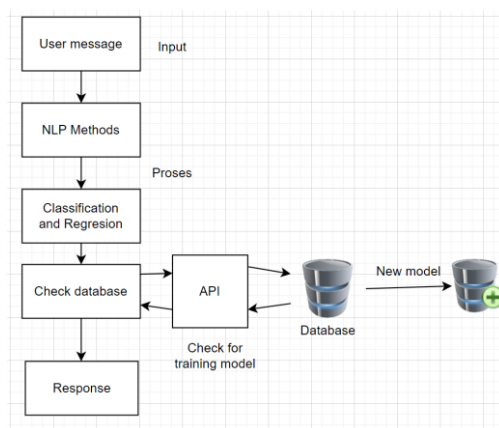 User message
Input
NLP Methods
Proses
Classification
and Regresion
Check database
API
New model
Database
Check for
training model
Response